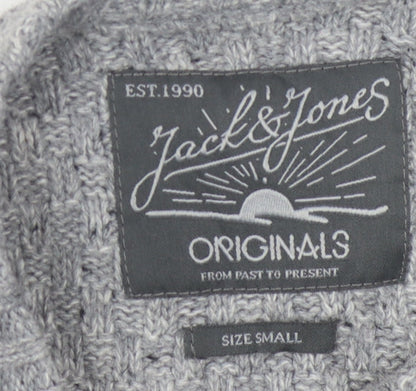 EST.1990
Jack & Jones
ORIGINALS
FROM PAST TO PRESENT
SIZE SMALL